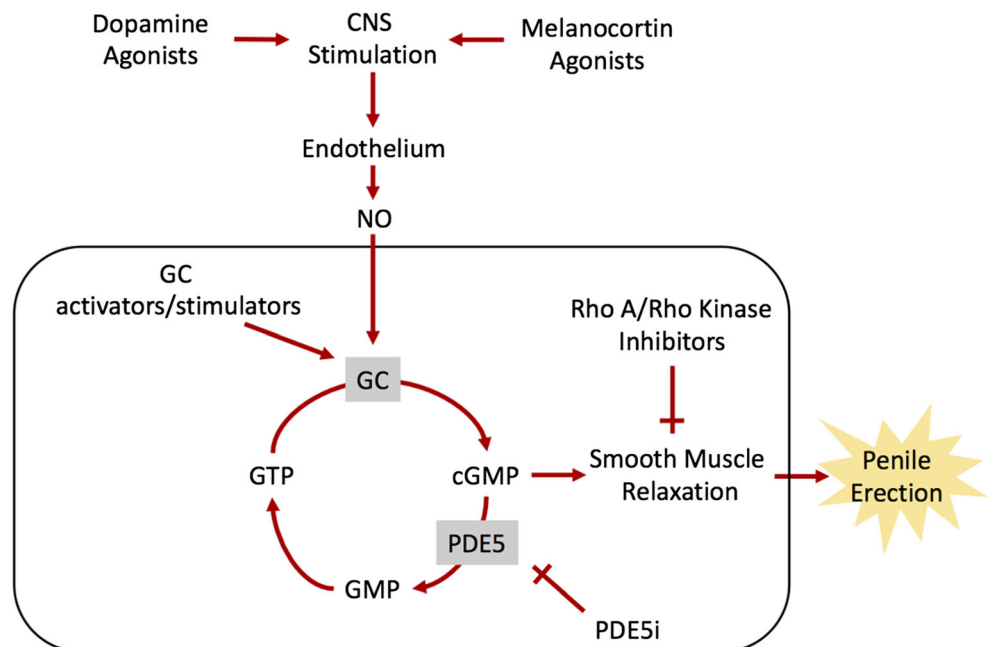 Dopamine
Agonists
CNS
Stimulation
Melanocortin
Agonists
Endothelium
NO
GC
activators/stimulators
Rho A/Rho Kinase
Inhibitors
GC
GTP
cGMP
Smooth Muscle
Relaxation
Penile
Erection
PDE5
GMP
PDE5i